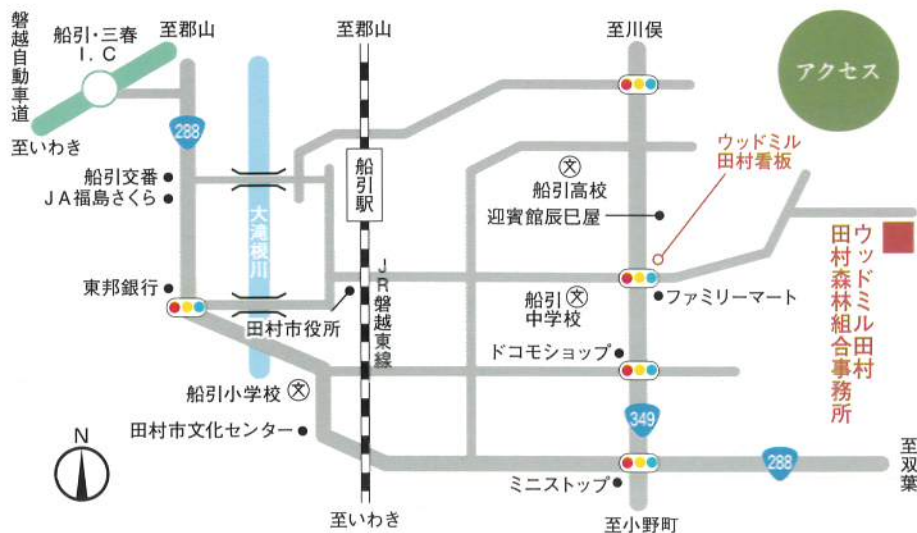 磐越自動車道
船引・三春
I. C
至いわき
至郡山
288
船引交番
JA福島さくら
東邦銀行
大滝根川
至郡山
船引駅
JR磐越東線
田村市役所
船引小学校
文
田村市文化センター
至いわき
N
至川俣
アクセス
ウッドミル
田村看板
文
船引高校
迎賓館辰巳屋
船引
中学校
文
ファミリーマート
ドコモショップ
349
ミニストップ
至小野町
288
至双葉
ウッドミル田村
田村森林組合事務所